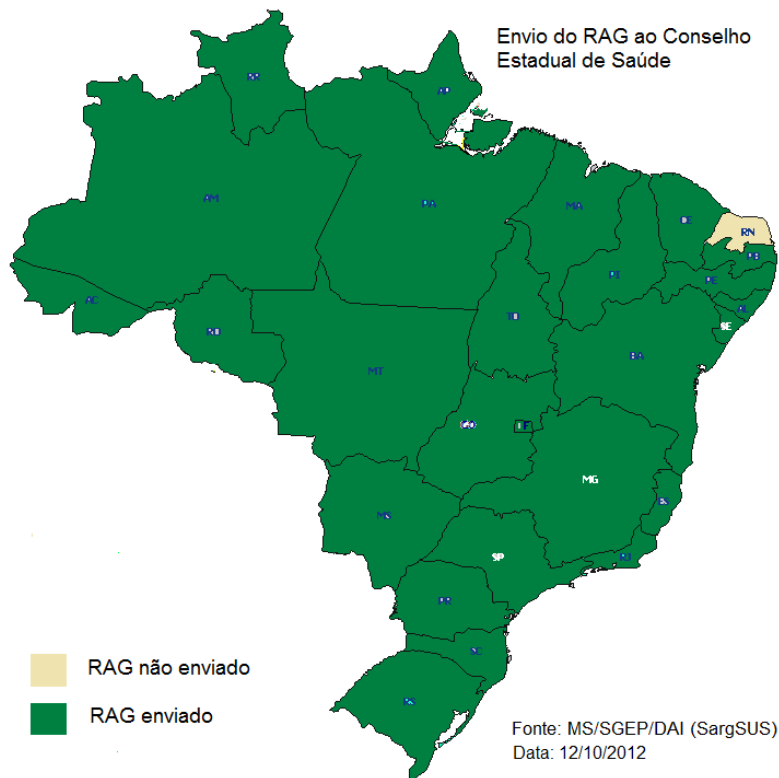 Envio do RAG ao Conselho
Estadual de Saúde
RR
AP
AM
PA
MA
CE
RN
PB
PI
PE
AC
AL
TO
SE
RO
BA
MT
GO
MG
MS
ES
SP
RJ
PR
SC
RS
RAG não enviado
RAG enviado
Fonte: MS/SGEP/DAI (SargSUS)
Data: 12/10/2012